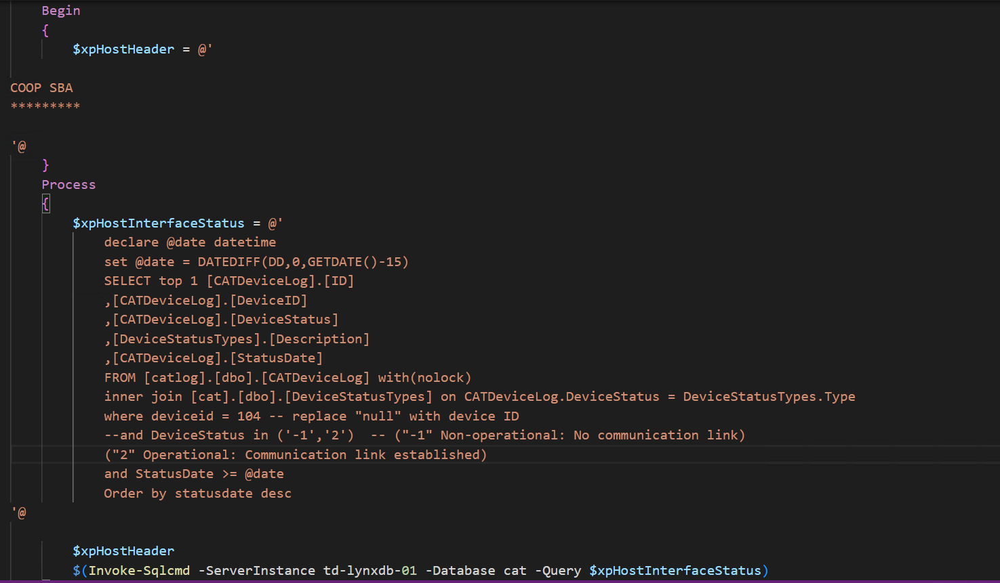 Begin
{
$xpHostHeader = @'
COOP SBA
*********
'@
}
Process
{
$xpHostInterfaceStatus = @'
declare @date datetime
set @date = DATEDIFF(DD,0,GETDATE()-15)
SELECT top 1 [CATDeviceLog].[ID]
,[CATDeviceLog].[DeviceID]
,[CATDeviceLog].[DeviceStatus]
,[DeviceStatusTypes].[Description]
,[CATDeviceLog].[StatusDate]
FROM [catlog].[dbo].[CATDeviceLog] with(nolock)
inner join [cat].[dbo].[DeviceStatusTypes] on CATDeviceLog.DeviceStatus = DeviceStatusTypes.Type
where deviceid = 104 -- replace "null" with device ID
--and DeviceStatus in ('-1','2')  -- ("-1" Non-operational: No communication link)
("2" Operational: Communication link established)
and StatusDate >= @date
Order by statusdate desc
'@
$xpHostHeader
$(Invoke-Sqlcmd -ServerInstance td-lynxdb-01 -Database cat -Query $xpHostInterfaceStatus)